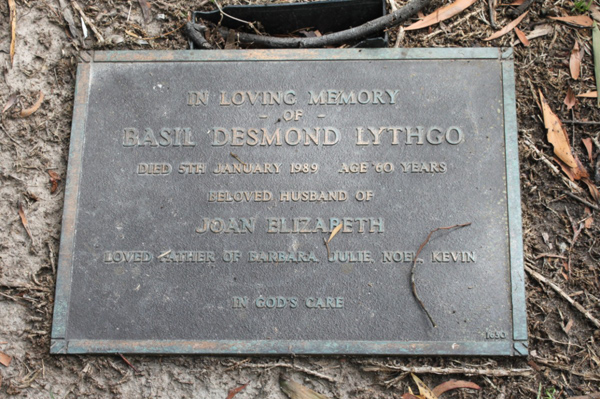 IN LOVING MEMORY
- OF -
BASIL DESMOND LYTHGO
DIED 5TH JANUARY 1989 AGE 60 YEARS
BELOVED HUSBAND OF
JOAN ELIZABETH
LOVED FATHER OF BARBARA, JULIE, NOEL, KEVIN
IN GOD'S CARE